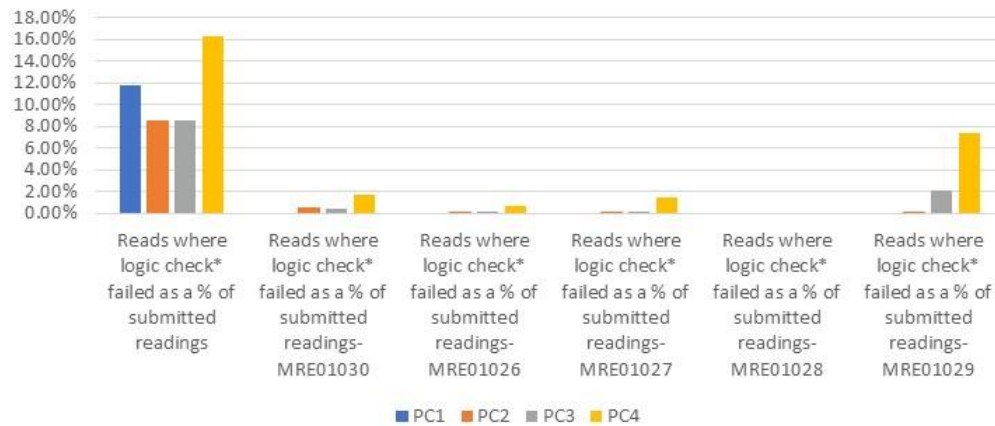 18.00%
16.00%
14.00%
12.00%
10.00%
8.00%
6.00%
4.00%
2.00%
0.00%
Reads where
logic check*
failed as a % of
submitted
readings
Reads where
logic check*
failed as a % of
submitted
readings-
MRE01030
Reads where
logic check*
failed as a % of
submitted
readings-
MRE01026
Reads where
logic check*
failed as a % of
submitted
readings-
MRE01027
Reads where
logic check*
failed as a % of
submitted
readings-
MRE01028
Reads where
logic check*
failed as a % of
submitted
readings-
MRE01029
PC1 PC2 PC3 PC4